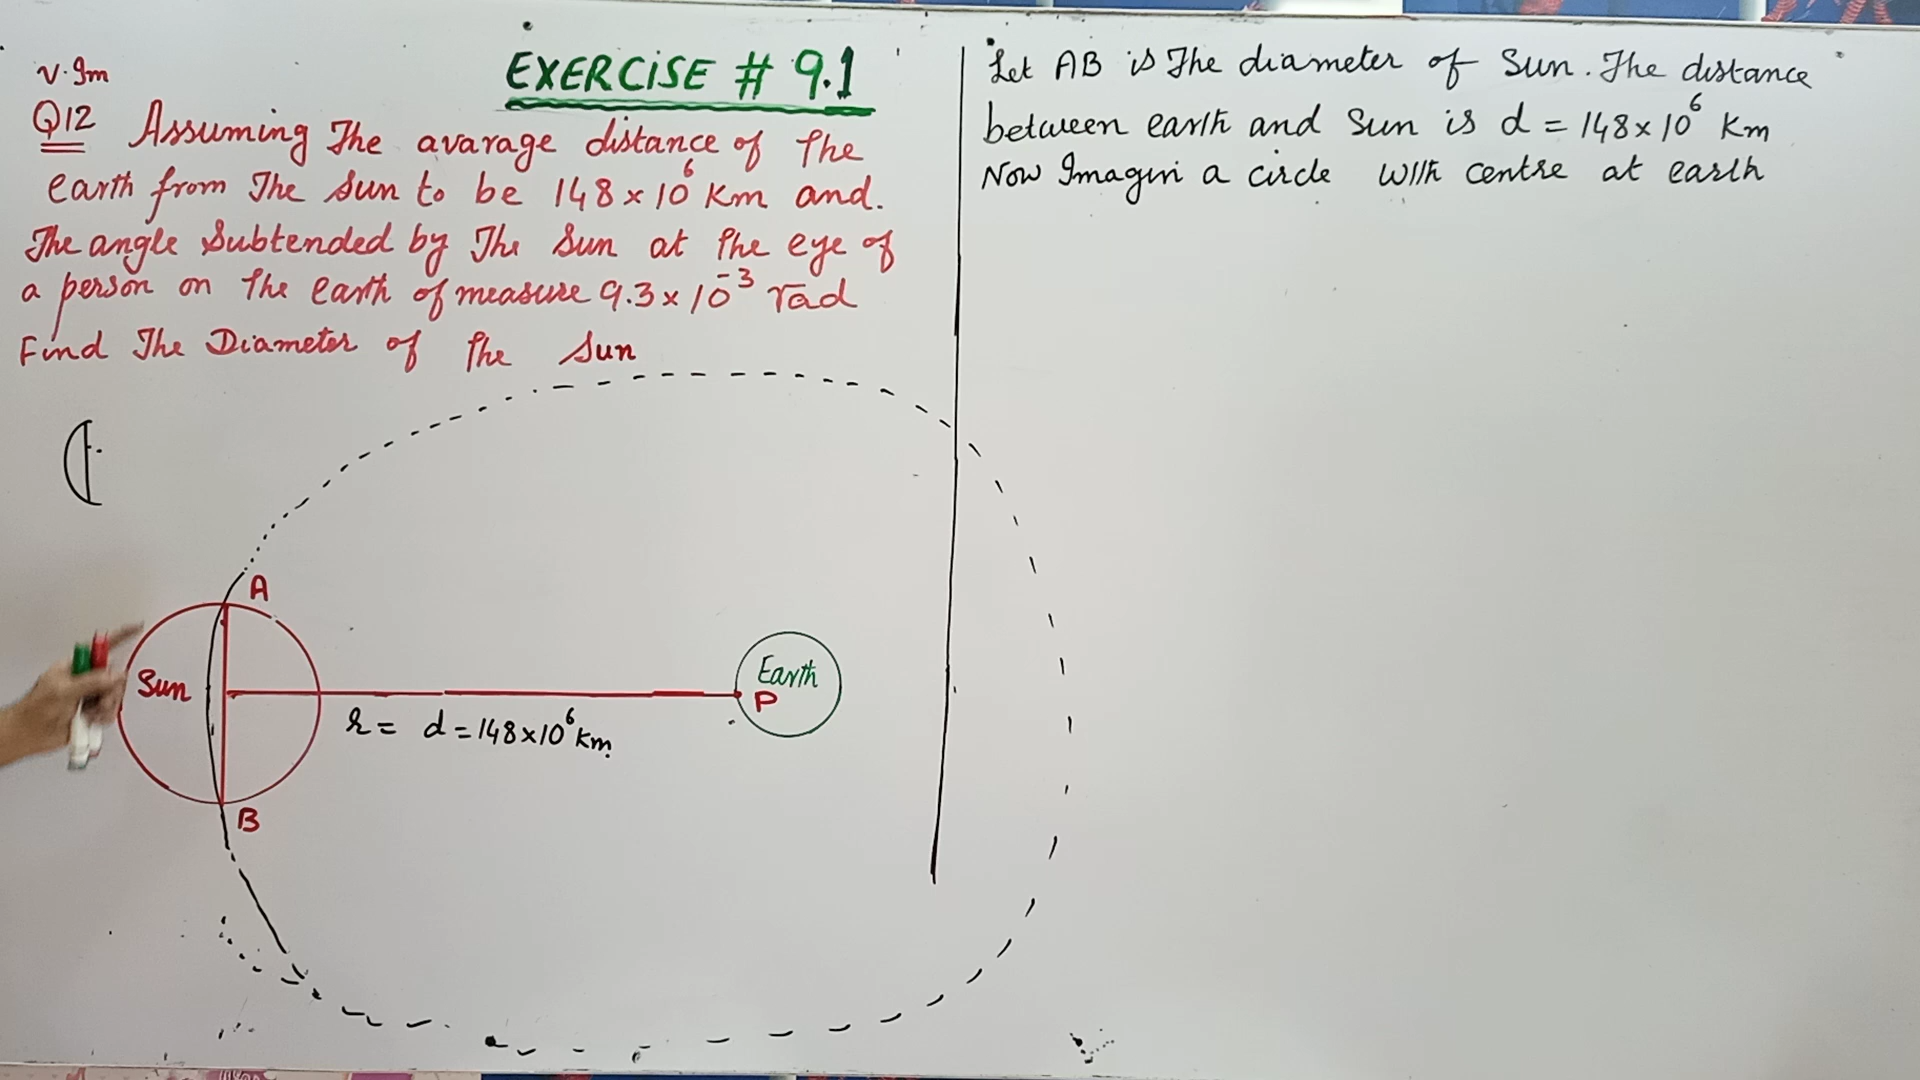 EXERCISE # 9.1
V.Im
Q12 Assuming The avarage distance of the
earth from The Sun to be 148 × 10⁶ Km and.
The angle Subtended by The Sun at the eye of
a person on the earth of measure 9.3 × 10⁻³ rad
Find The Diameter of the Sun
A
Sun
Earth
P
r = d = 148×10⁶ km.
B
Let AB is The diameter of Sun. The distance
between earth and Sun is d = 148 × 10⁶ Km
Now Imagin a circle with centre at earth